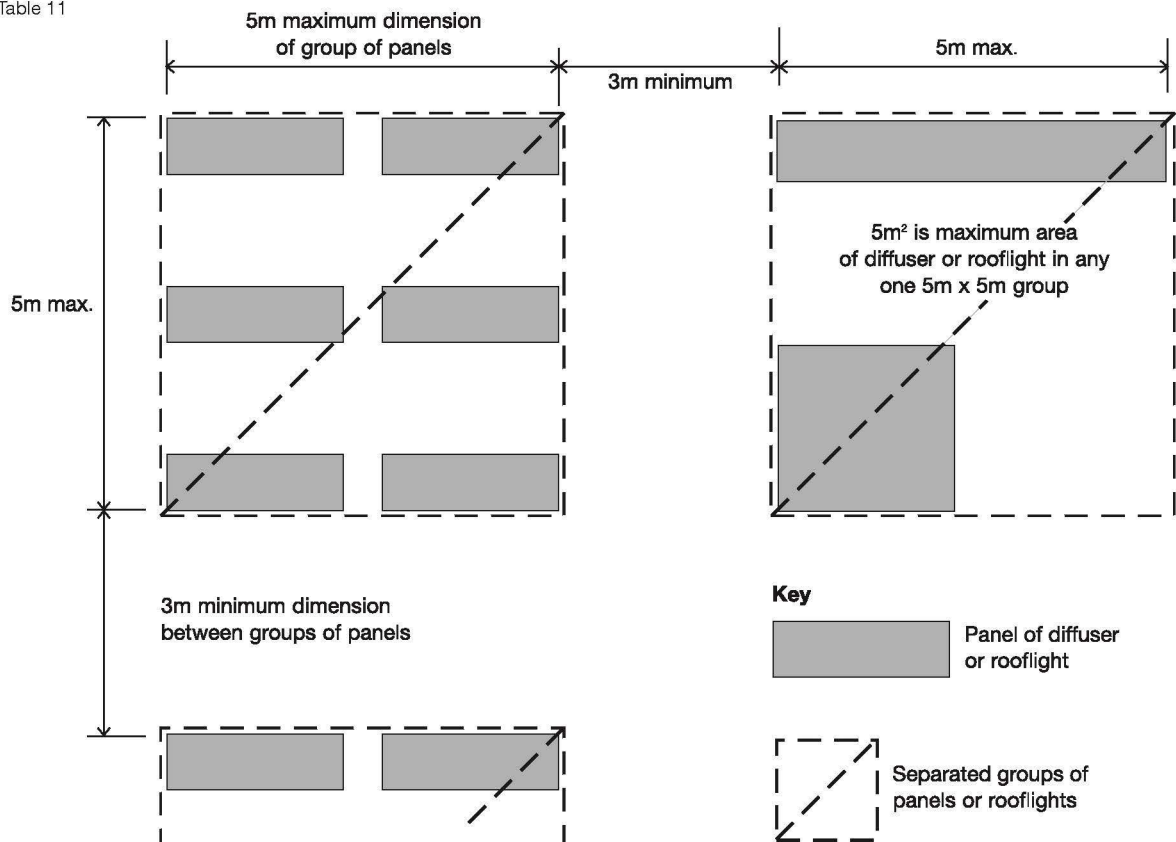 Table 11
5m maximum dimension
of group of panels
5m max.
3m minimum
5m² is maximum area
of diffuser or rooflight in any
one 5m x 5m group
5m max.
3m minimum dimension
between groups of panels
Key
Panel of diffuser
or rooflight
Separated groups of
panels or rooflights